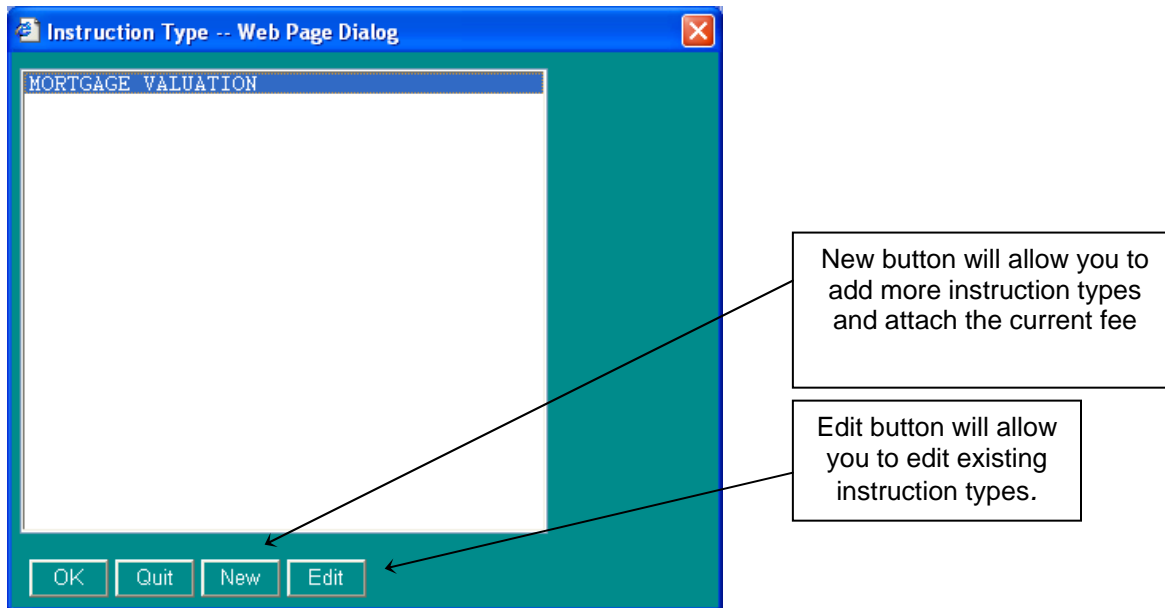 Instruction Type -- Web Page Dialog
MORTGAGE VALUATION
New button will allow you to
add more instruction types
and attach the current fee
Edit button will allow
you to edit existing
instruction types.
OK
Quit
New
Edit